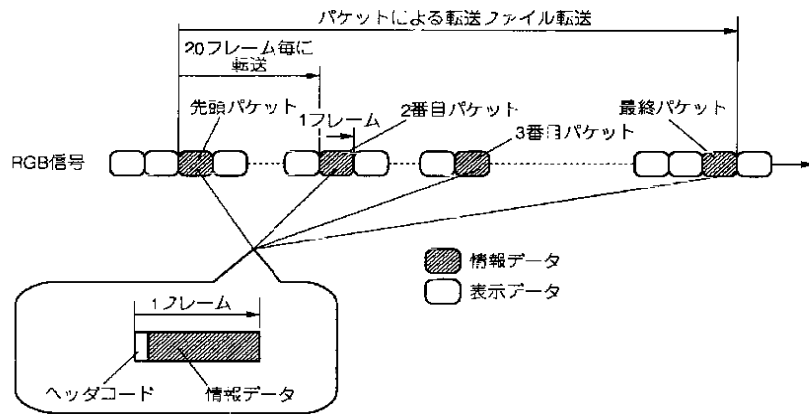 パケットによる転送ファイル転送
20フレーム毎に
転送
先頭パケット
1フレーム
2番目パケット
3番目パケット
最終パケット
RGB信号
情報データ
表示データ
1フレーム
ヘッダコード
情報データ